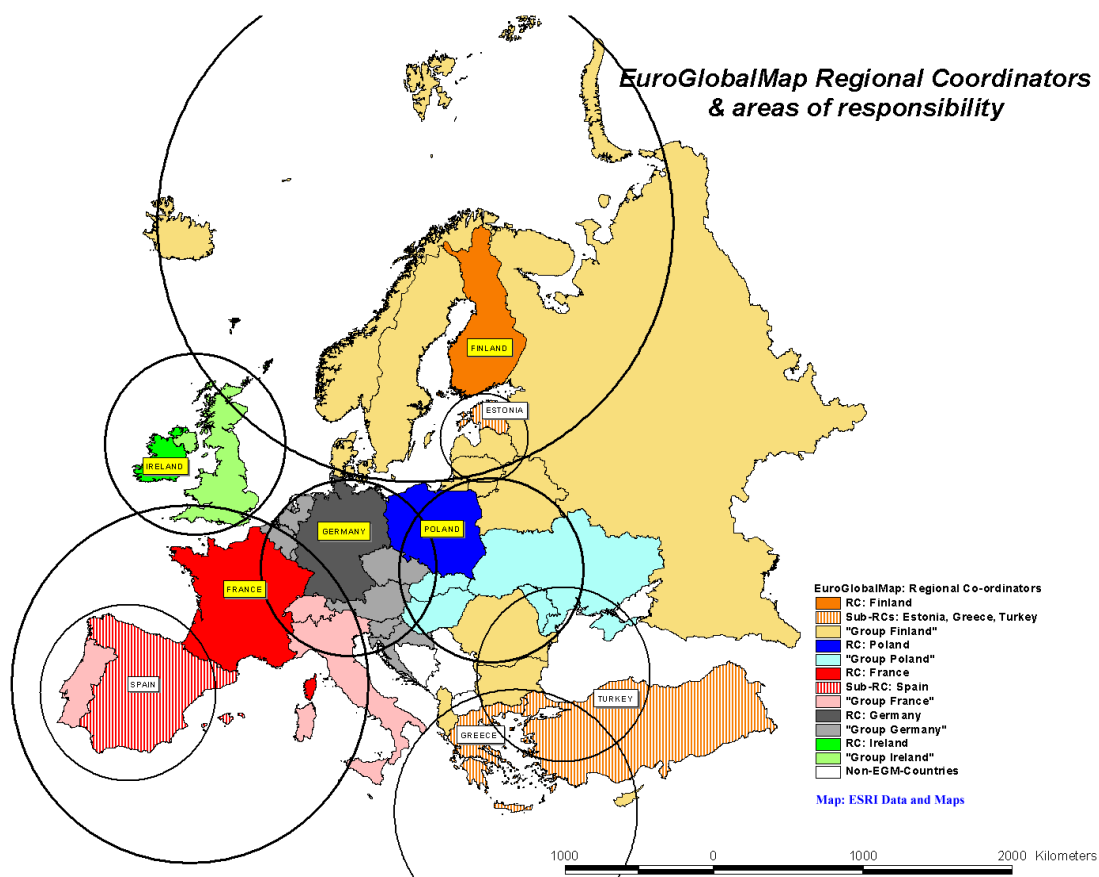 EuroGlobalMap Regional Coordinators
& areas of responsibility
FINLAND
ESTONIA
IRELAND
GERMANY
POLAND
FRANCE
SPAIN
TURKEY
GREECE
EuroGlobalMap: Regional Co-ordinators
RC: Finland
Sub-RCs: Estonia, Greece, Turkey
"Group Finland"
RC: Poland
"Group Poland"
RC: France
Sub-RC: Spain
"Group France"
RC: Germany
"Group Germany"
RC: Ireland
"Group Ireland"
Non-EGM-Countries
Map: ESRI Data and Maps
1000 0 1000 2000 Kilometers